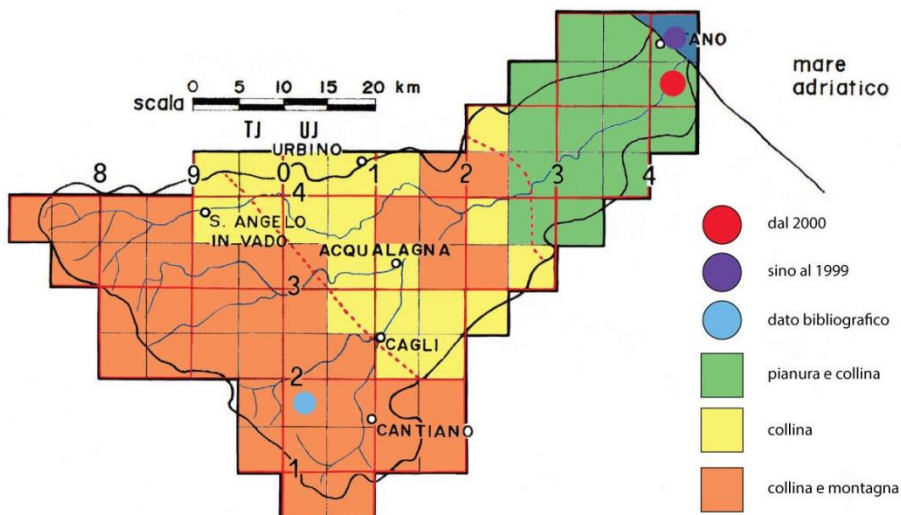 ANO
mare
adriatico
scala 0 5 10 15 20 km
TJ UJ
URBINO
8 9 0 1 2 3 4
4
S. ANGELO
IN VADO
ACQUALAGNA
3
CAGLI
2
CANTIANO
1
dal 2000
sino al 1999
dato bibliografico
pianura e collina
collina
collina e montagna